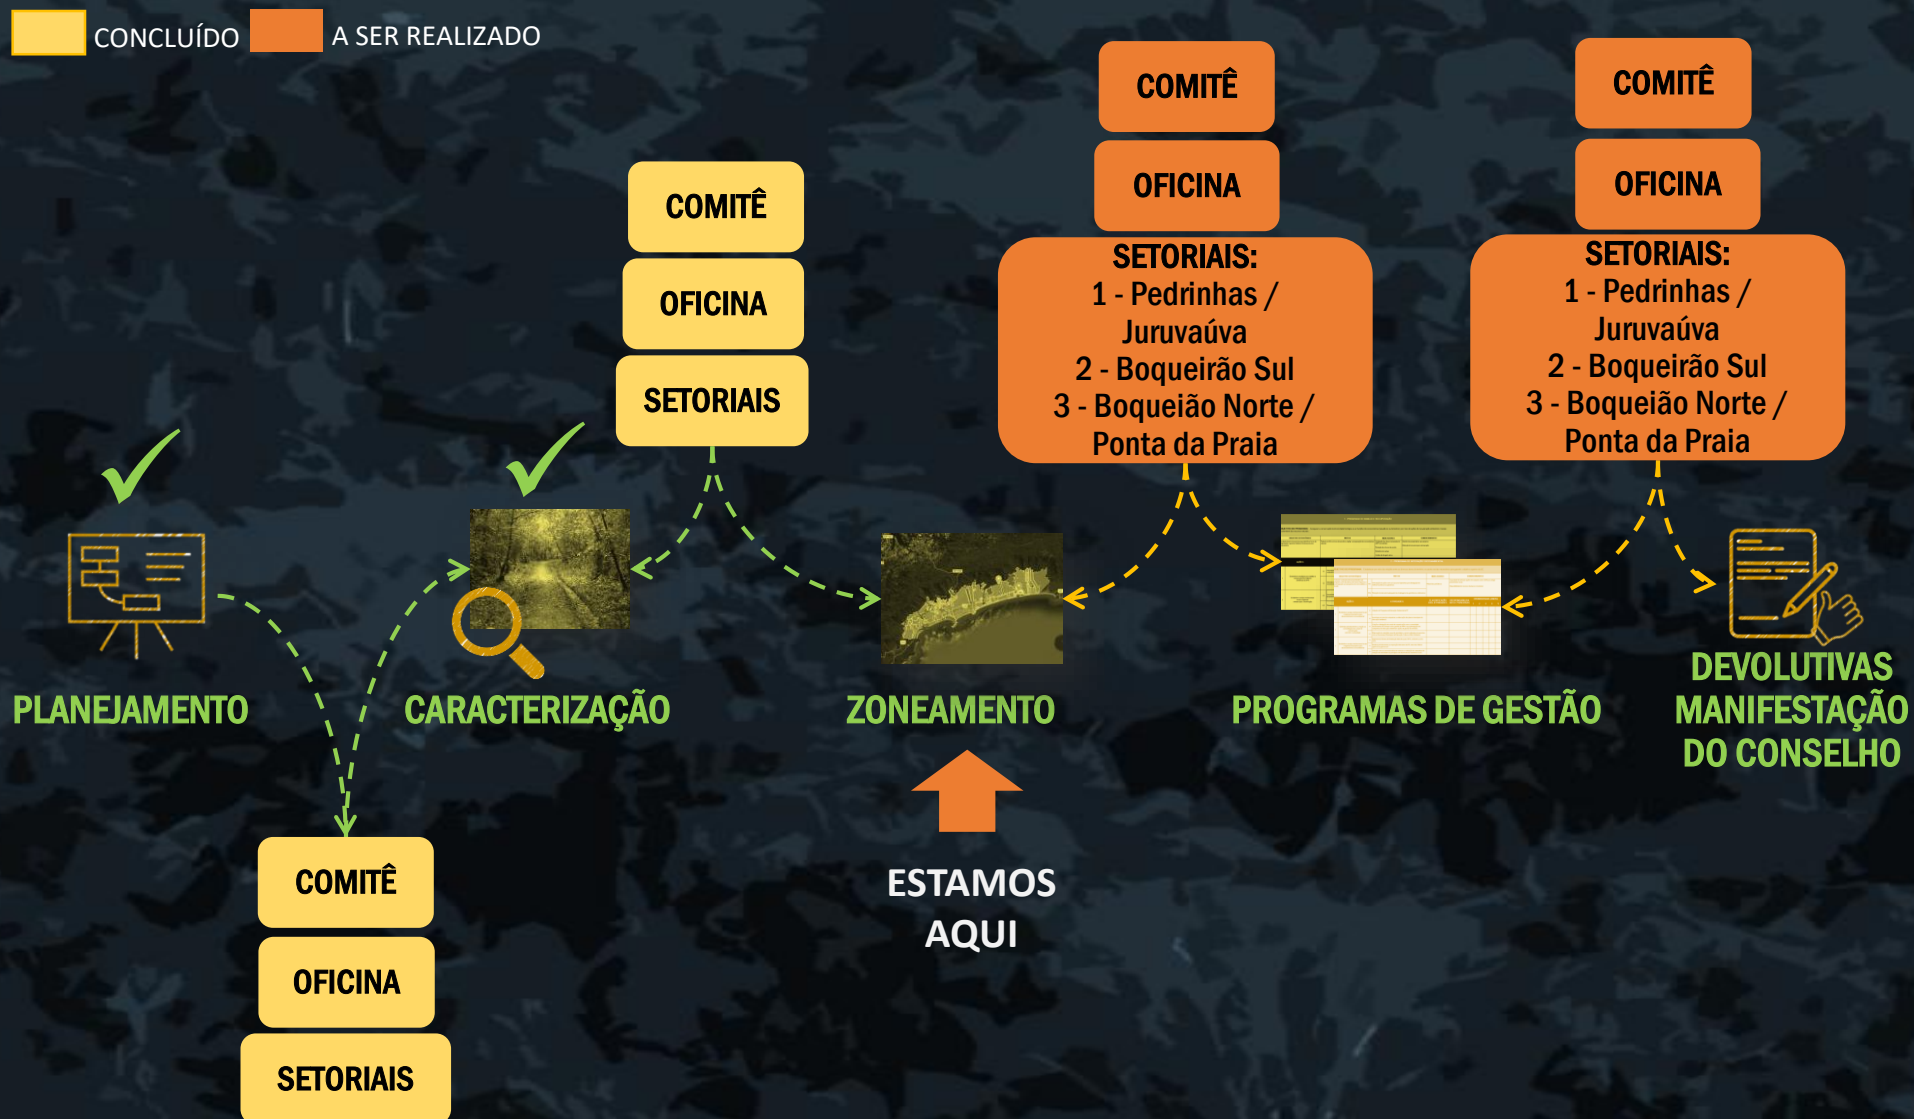 CONCLUÍDO
A SER REALIZADO
COMITÊ
OFICINA
SETORIAIS
COMITÊ
OFICINA
SETORIAIS:
1 - Pedrinhas /
Juruvaúva
2 - Boqueirão Sul
3 - Boqueião Norte /
Ponta da Praia
COMITÊ
OFICINA
SETORIAIS:
1 - Pedrinhas /
Juruvaúva
2 - Boqueirão Sul
3 - Boqueião Norte /
Ponta da Praia
PLANEJAMENTO
CARACTERIZAÇÃO
ZONEAMENTO
PROGRAMAS DE GESTÃO
DEVOLUTIVAS
MANIFESTAÇÃO
DO CONSELHO
ESTAMOS
AQUI
COMITÊ
OFICINA
SETORIAIS